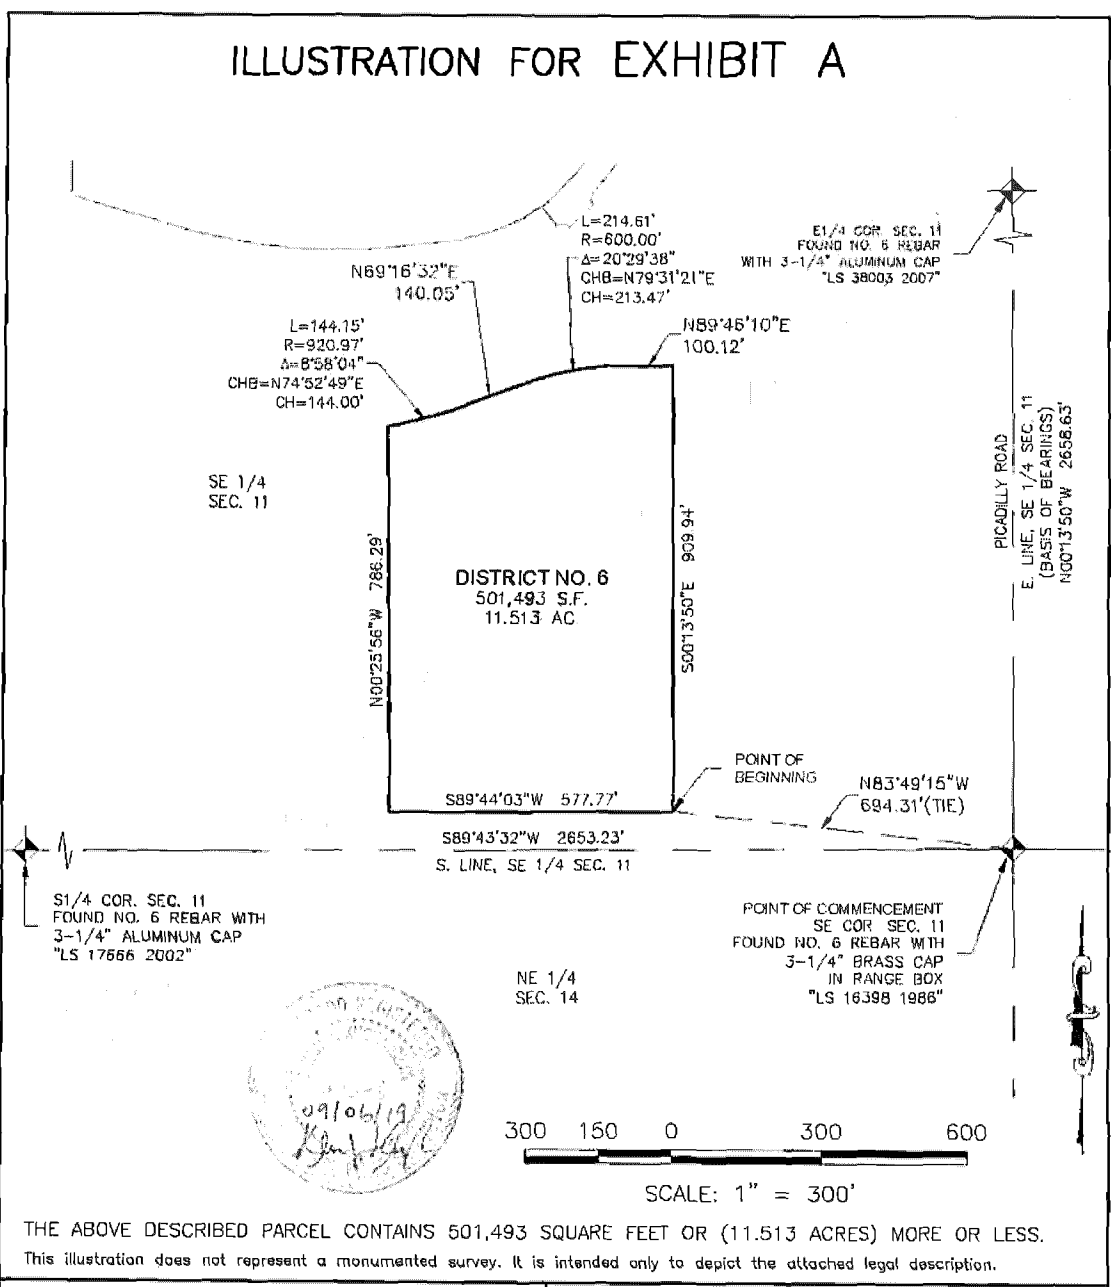 ILLUSTRATION FOR EXHIBIT A
L=214.61'
R=600.00'
Δ=20°29'38"
CHB=N79°31'21"E
CH=213.47'
E1/4 COR. SEC. 11
FOUND NO. 6 REBAR
WITH 3-1/4" ALUMINUM CAP
"LS 38003 2007"
N69°16'32"E
140.05'
L=144.15'
R=920.97'
Δ=8°58'04"
CHB=N74°52'49"E
CH=144.00'
N89°46'10"E
100.12'
SE 1/4
SEC. 11
PICADILLY ROAD
E. LINE, SE 1/4 SEC. 11
(BASIS OF BEARINGS)
N00°13'50"W 2658.63'
N00°25'56"W 786.29'
DISTRICT NO. 6
501,493 S.F.
11.513 AC
S00°13'50"E 909.94'
POINT OF
BEGINNING
N83°49'15"W
694.31'(TIE)
S89°44'03"W 577.77'
S89°43'32"W 2653.23'
S. LINE, SE 1/4 SEC. 11
S1/4 COR. SEC. 11
FOUND NO. 6 REBAR WITH
3-1/4" ALUMINUM CAP
"LS 17666 2002"
POINT OF COMMENCEMENT
SE COR SEC. 11
FOUND NO. 6 REBAR WITH
3-1/4" BRASS CAP
IN RANGE BOX
"LS 16398 1986"
NE 1/4
SEC. 14
09/06/19
300 150 0 300 600
SCALE: 1" = 300'
THE ABOVE DESCRIBED PARCEL CONTAINS 501,493 SQUARE FEET OR (11.513 ACRES) MORE OR LESS.
This illustration does not represent a monumented survey. It is intended only to depict the attached legal description.